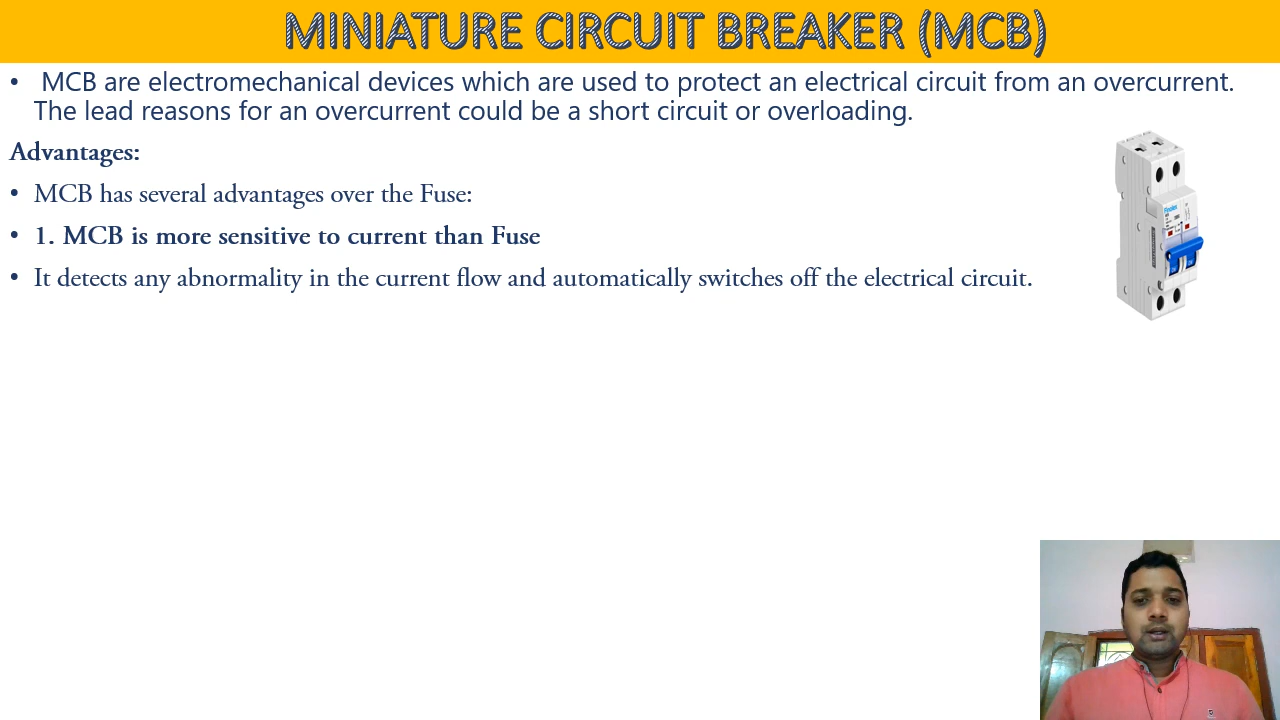 MINIATURE CIRCUIT BREAKER (MCB)
• MCB are electromechanical devices which are used to protect an electrical circuit from an overcurrent.
The lead reasons for an overcurrent could be a short circuit or overloading.
Advantages:
• MCB has several advantages over the Fuse:
• 1. MCB is more sensitive to current than Fuse
• It detects any abnormality in the current flow and automatically switches off the electrical circuit.
Finolex